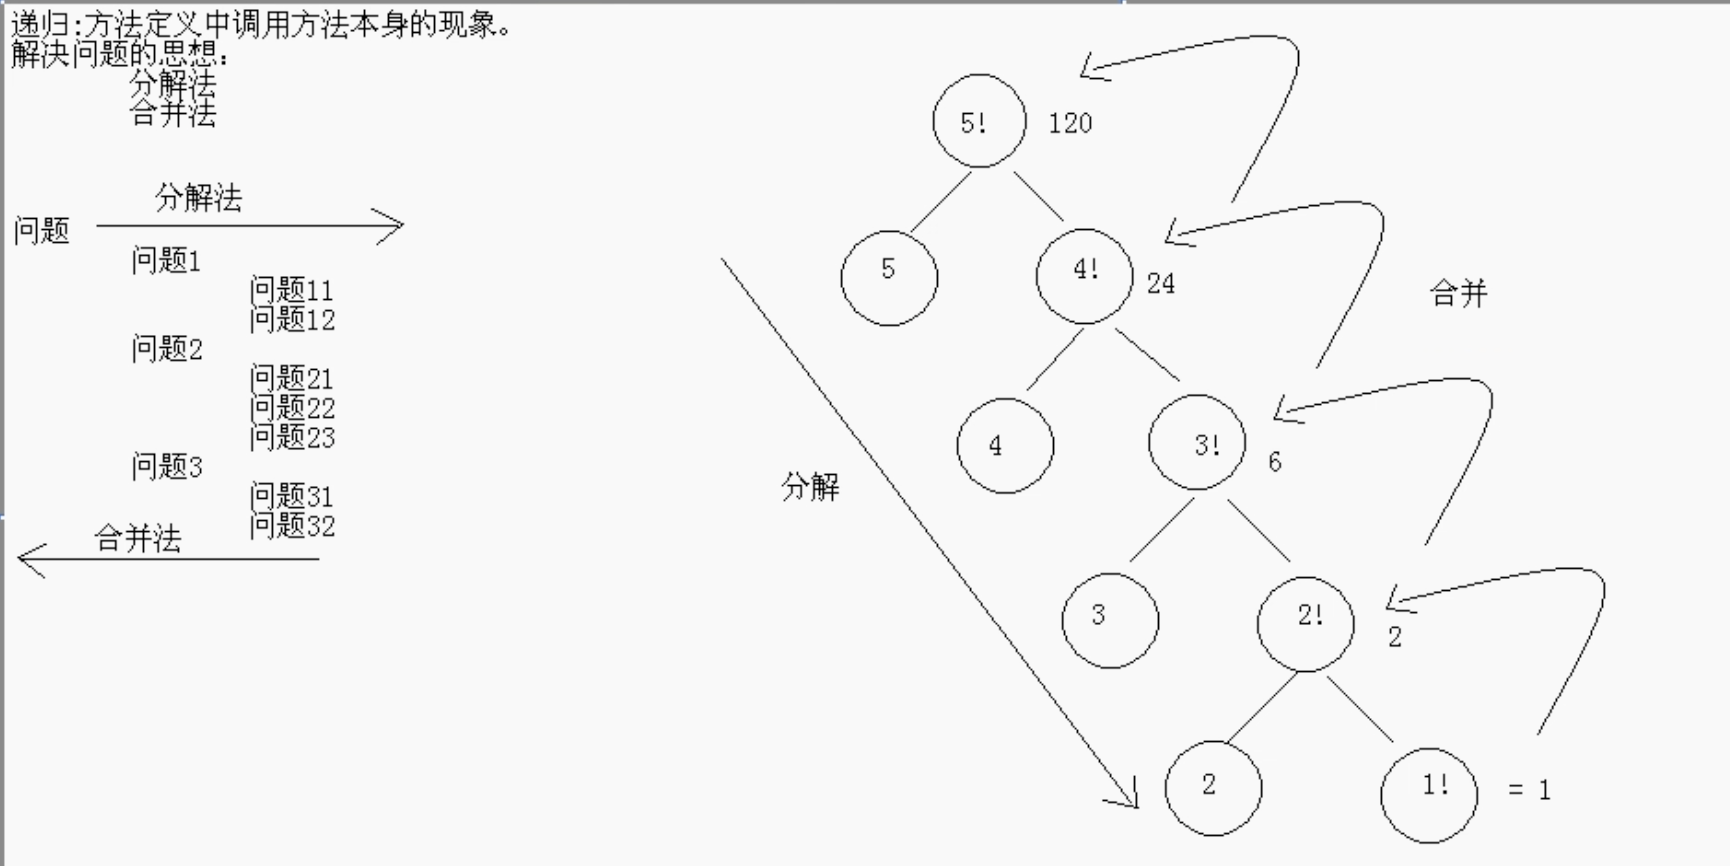 递归:方法定义中调用方法本身的现象。
解决问题的思想:
分解法
合并法
分解法
问题
问题1
问题11
问题12
问题2
问题21
问题22
问题23
问题3
问题31
问题32
合并法
5!
120
5
4!
24
合并
4
3!
6
分解
3
2!
2
2
1!
= 1